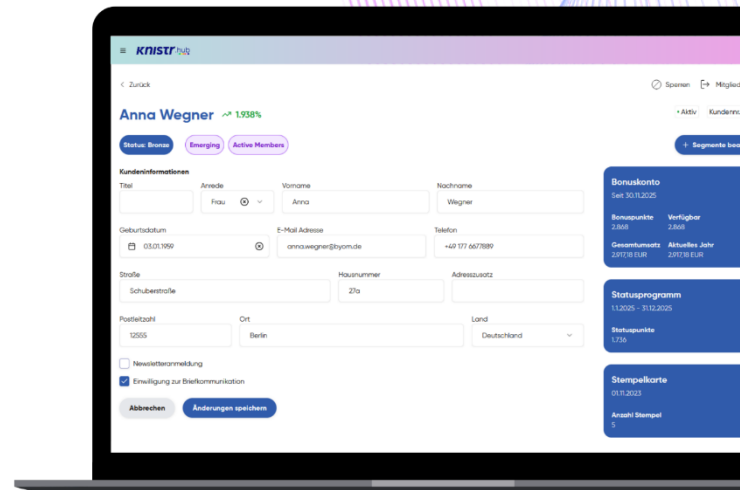 Knistr hub
Zurück
Sperren
Anna Wegner 1.938%
Aktiv
Status: Bronze Emerging Active Members
Kundeninformationen
Titel Anrede Vorname Nachname
Frau Anna Wegner
Geburtsdatum E-Mail Adresse Telefon
03.01.1959 anna.wegner@byom.de +49 177 6677889
Straße Hausnummer Adresszusatz
Schuberstraße 27a
Postleitzahl Ort Land
12555 Berlin Deutschland
Newsletteranmeldung
Einwilligung zur Briefkommunikation
Abbrechen Änderungen speichern
+ Segmente
Bonuskonto
Seit 30.11.2025
Bonuspunkte Verfügbar
2.868 2.868
Gesamtumsatz Aktuelles Jahr
2.917,18 EUR 2.917,18 EUR
Statusprogramm
1.1.2025 - 31.12.2025
Statuspunkte
1.736
Stempelkarte
01.11.2023
Anzahl Stempel
5